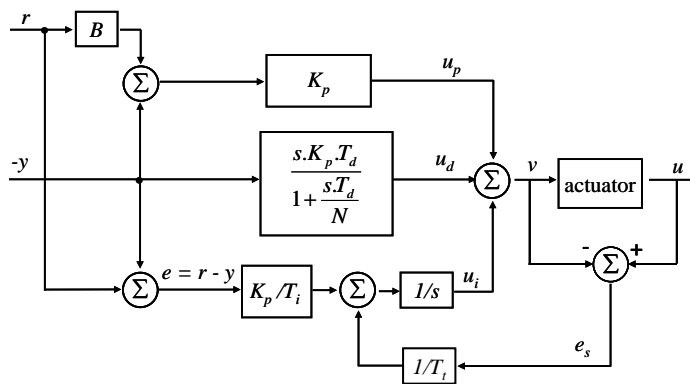 r
B
Σ
K_p
u_p
-y
s.K_p.T_d
1+ s.T_d
N
u_d
Σ
v
actuator
u
- Σ +
e = r - y
Σ
K_p /T_i
Σ
1/s
u_i
e_s
1/T_t